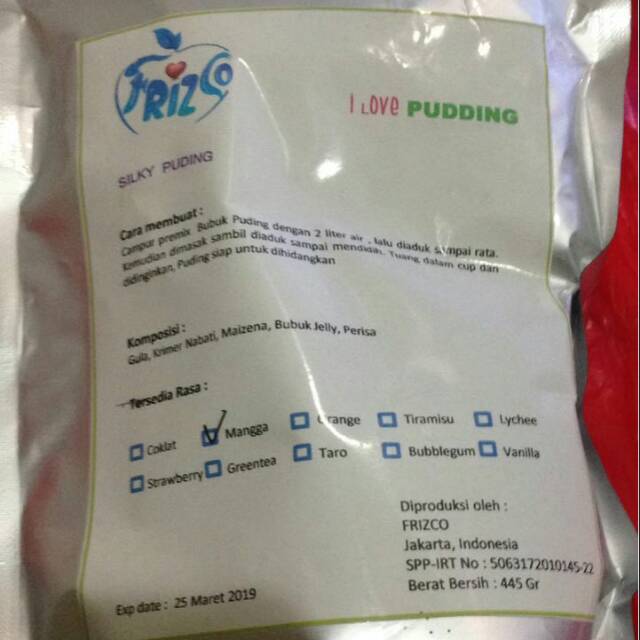 FRIZCO
I LOVE PUDDING
SILKY PUDING
Cara membuat :
Campur premix Bubuk Puding dengan 2 liter air , lalu diaduk sampai rata.
Kemudian dimasak sambil diaduk sampai mendidih. Tuang dalam cup dan
didinginkan, Puding siap untuk dihidangkan
Komposisi :
Gula, Krimer Nabati, Maizena, Bubuk Jelly, Perisa
Tersedia Rasa :
Coklat Mangga Orange Tiramisu Lychee
Strawberry Greentea Taro Bubblegum Vanilla
Diproduksi oleh :
FRIZCO
Jakarta, Indonesia
SPP-IRT No : 5063172010145-22
Berat Bersih : 445 Gr
Exp date : 25 Maret 2019